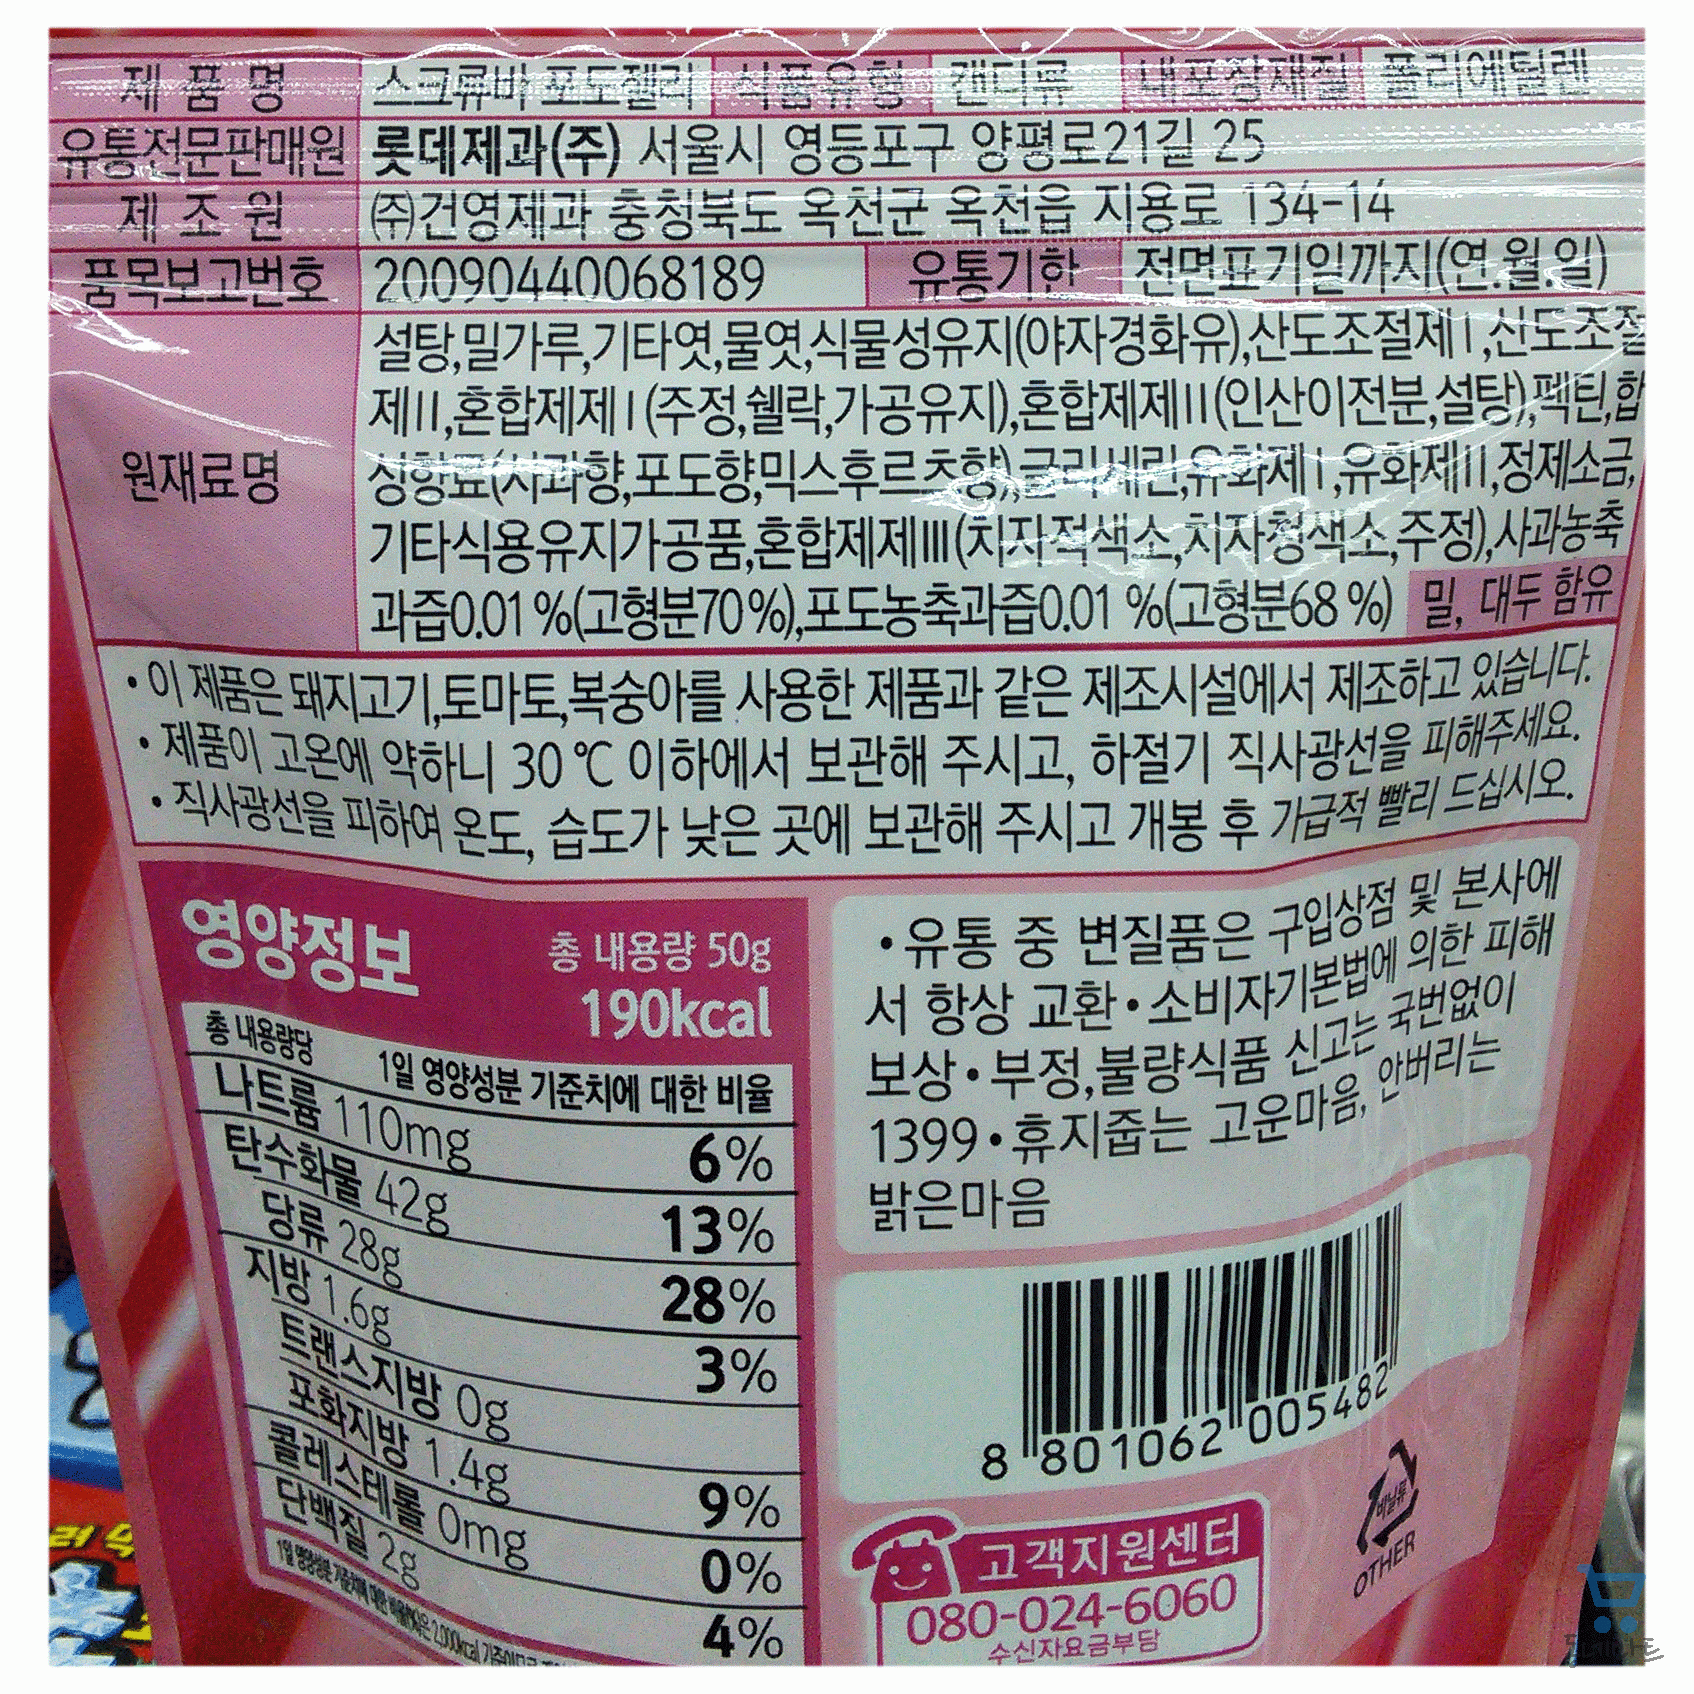 제 품 명 스크류바 포도젤리 식품유형 캔디류 내포장재질 폴리에틸렌
유통전문판매원 롯데제과(주) 서울시 영등포구 양평로21길 25
제 조 원 (주)건영제과 충청북도 옥천군 옥천읍 지용로 134-14
품목보고번호 20090440068189 유통기한 전면표기일까지(연.월.일)
원재료명
설탕,밀가루,기타엿,물엿,식물성유지(야자경화유),산도조절제I,산도조절
제II,혼합제제I(주정,쉘락,가공유지),혼합제제II(인산이전분,설탕),펙틴,합
성향료(사과향,포도향,믹스후르츠향),글리세린,유화제I,유화제II,정제소금,
기타식용유지가공품,혼합제제III(치자적색소,치자청색소,주정),사과농축
과즙0.01%(고형분70%),포도농축과즙0.01%(고형분68%) 밀, 대두 함유
• 이 제품은 돼지고기,토마토,복숭아를 사용한 제품과 같은 제조시설에서 제조하고 있습니다.
• 제품이 고온에 약하니 30℃ 이하에서 보관해 주시고, 하절기 직사광선을 피해주세요.
• 직사광선을 피하여 온도, 습도가 낮은 곳에 보관해 주시고 개봉 후 가급적 빨리 드십시오.
영양정보 총 내용량 50g
190kcal
총 내용량당 1일 영양성분 기준치에 대한 비율
나트륨 110mg 6%
탄수화물 42g 13%
당류 28g 28%
지방 1.6g 3%
트랜스지방 0g
포화지방 1.4g 9%
콜레스테롤 0mg 0%
단백질 2g 4%
1일 영양성분 기준치에 대한 비율(%)은 2,000kcal 기준이므로
• 유통 중 변질품은 구입상점 및 본사에
서 항상 교환 • 소비자기본법에 의한 피해
보상 • 부정,불량식품 신고는 국번없이
1399 • 휴지줍는 고운마음, 안버리는
밝은마음
8 801062 005482
비닐류
OTHER
고객지원센터
080-024-6060
수신자요금부담